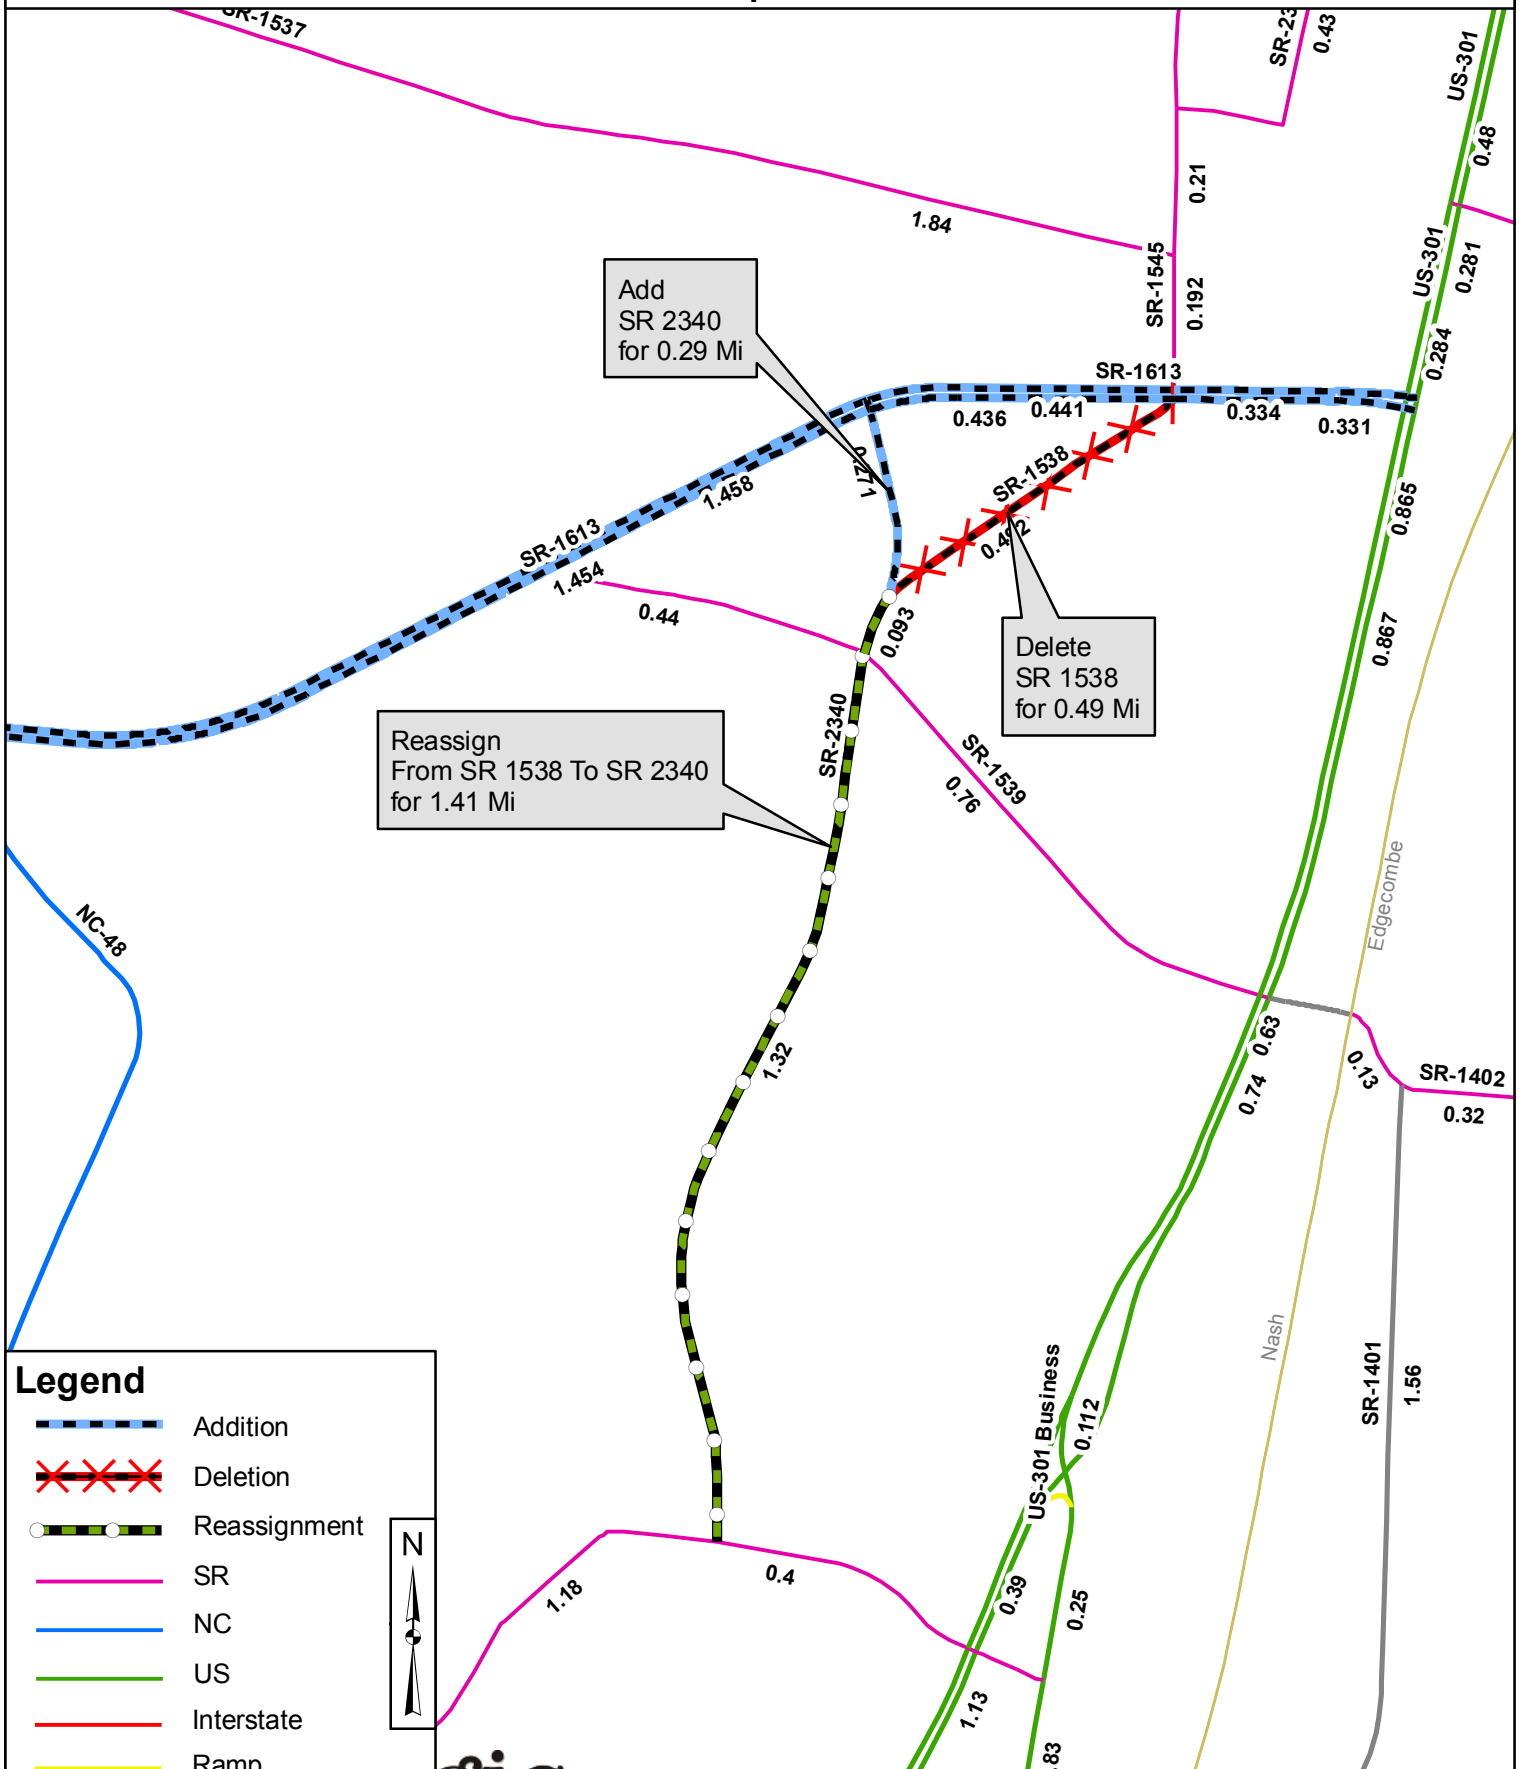 SR-1537
0.43
US-301
0.48
0.21
1.84
US-301
0.281
SR-1545
0.192
Add
SR 2340
for 0.29 Mi
0.284
SR-1613
0.436
0.441
0.334
0.331
SR-1538
1.458
0.865
SR-1613
1.454
0.44
0.093
0.867
Delete
SR 1538
for 0.49 Mi
SR-2340
Reassign
From SR 1538 To SR 2340
for 1.41 Mi
SR-1539
0.76
Edgecombe
NC-48
0.63
1.32
0.74
0.13
SR-1402
0.32
Nash
SR-1401
1.56
US-301 Business
0.112
Legend
Addition
Deletion
Reassignment
SR
NC
US
Interstate
Ramp
N
1.18
0.4
0.39
0.25
1.13